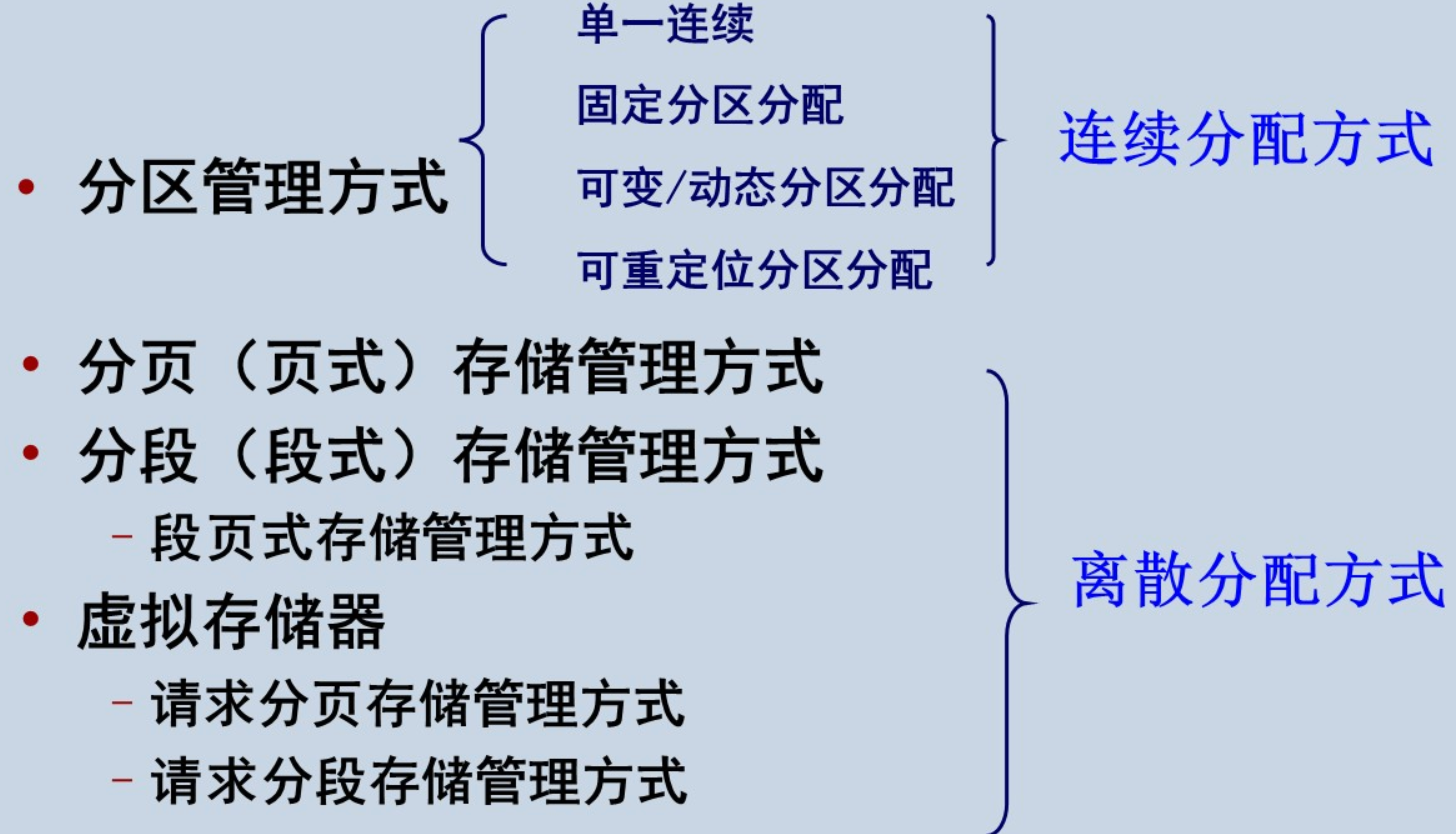 单一连续
固定分区分配
连续分配方式
• 分区管理方式
可变/动态分区分配
可重定位分区分配
• 分页（页式）存储管理方式
• 分段（段式）存储管理方式
– 段页式存储管理方式
离散分配方式
• 虚拟存储器
– 请求分页存储管理方式
– 请求分段存储管理方式